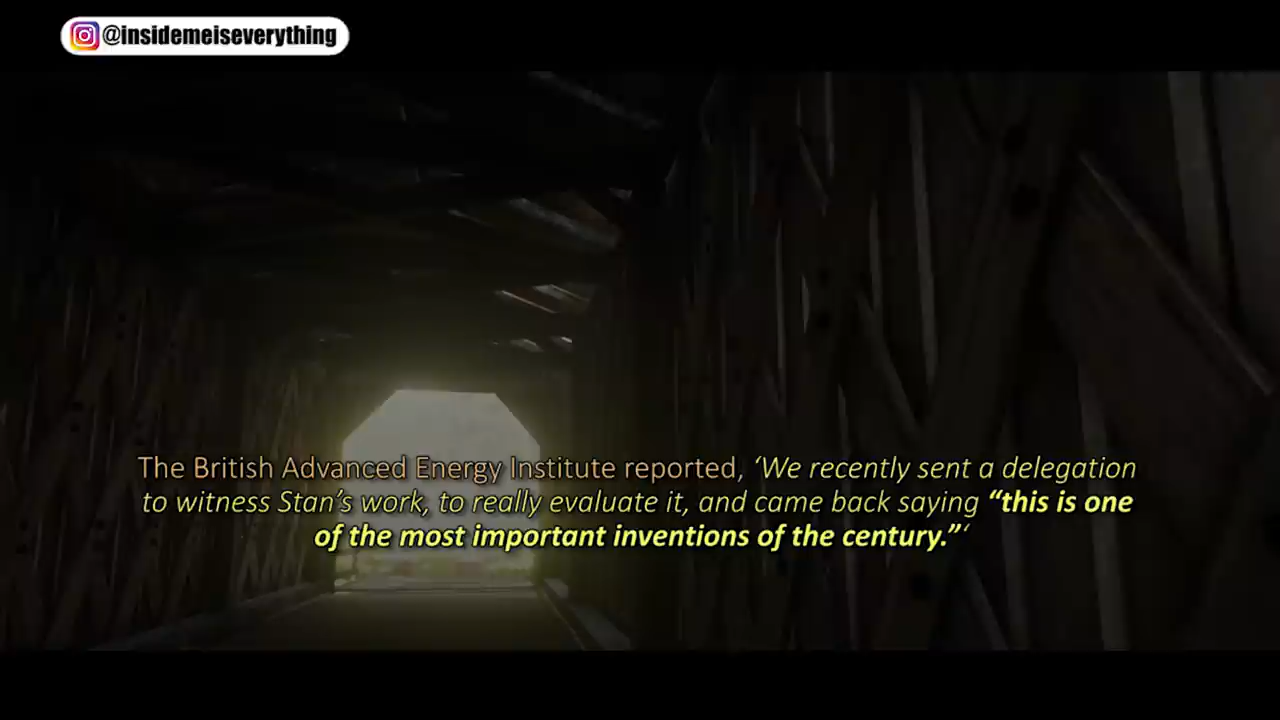 @insidemeiseverything
The British Advanced Energy Institute reported, ‘We recently sent a delegation
to witness Stan’s work, to really evaluate it, and came back saying “this is one
of the most important inventions of the century.”‘